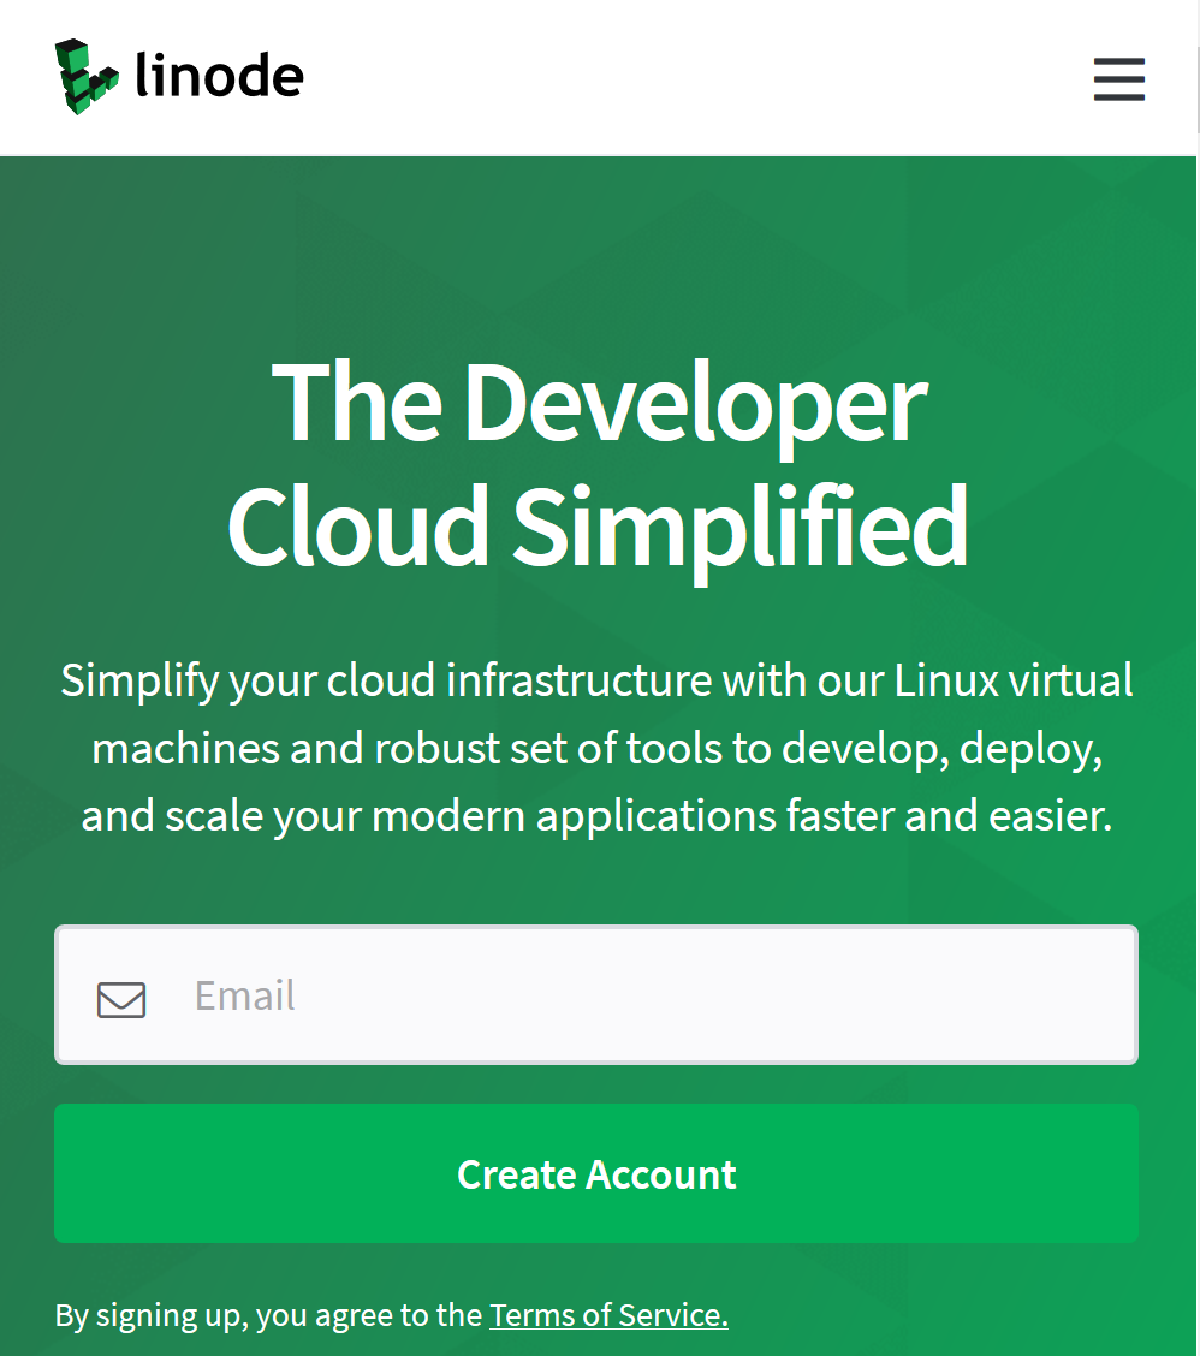 linode
The Developer
Cloud Simplified
Simplify your cloud infrastructure with our Linux virtual
machines and robust set of tools to develop, deploy,
and scale your modern applications faster and easier.
Email
Create Account
By signing up, you agree to the Terms of Service.